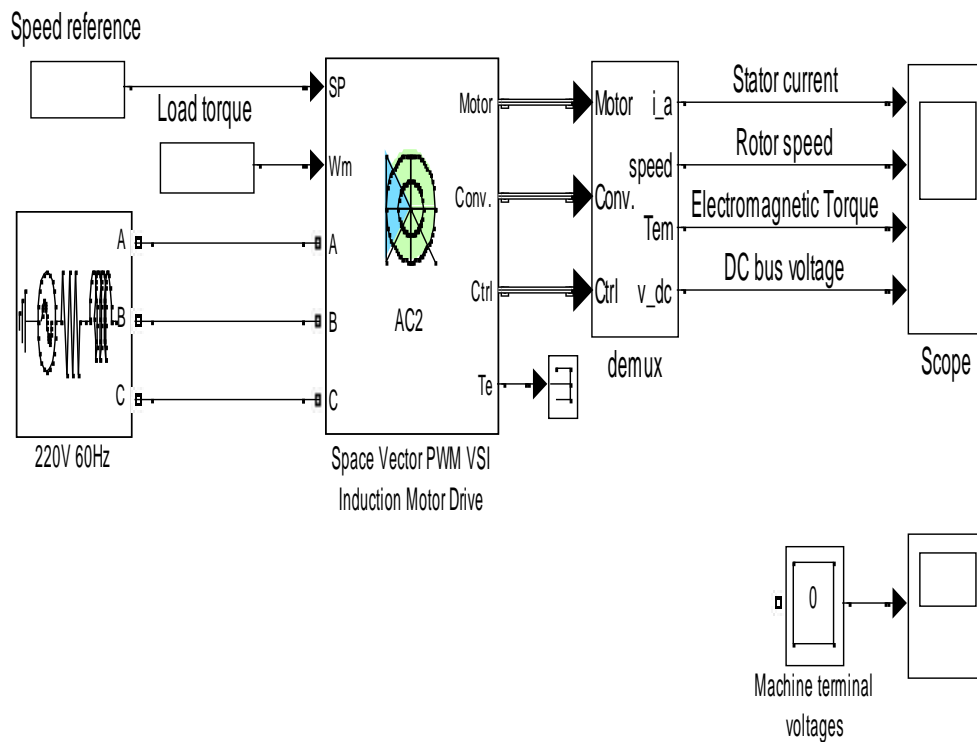 Speed reference
SP
Load torque
Wm
A
B
C
220V 60Hz
A
B
C
AC2
Motor
Conv.
Ctrl
Te
Space Vector PWM VSI
Induction Motor Drive
Motor
Conv.
Ctrl
i_a
speed
Tem
v_dc
demux
Stator current
Rotor speed
Electromagnetic Torque
DC bus voltage
Scope
0
Machine terminal
voltages